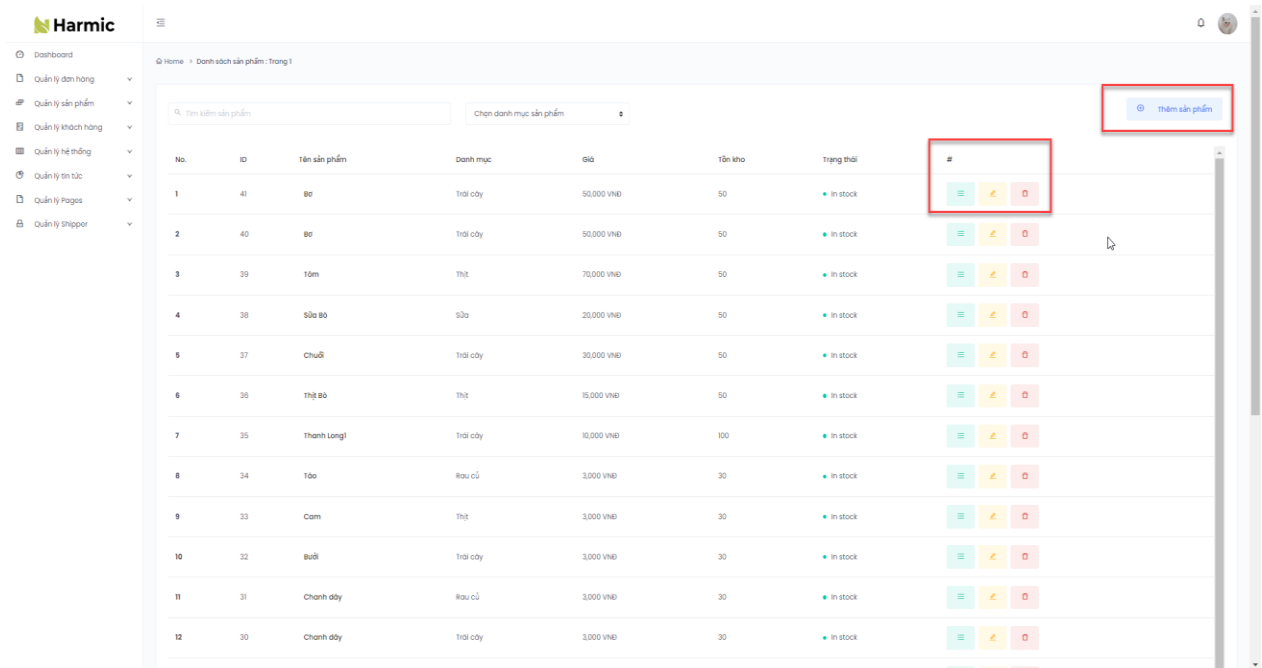 Harmic
Dashboard
Quản lý đơn hàng
Quản lý sản phẩm
Quản lý khách hàng
Quản lý hệ thống
Quản lý tin tức
Quản lý Pages
Quản lý Shipper
Home > Danh sách sản phẩm : Trang 1
Tìm kiếm sản phẩm Chọn danh mục sản phẩm Thêm sản phẩm
No. ID Tên sản phẩm Danh mục Giá Tồn kho Trạng thái #
1 41 Bơ Trái cây 50,000 VNĐ 50 In stock
2 40 Bơ Trái cây 50,000 VNĐ 50 In stock
3 39 Tôm Thịt 70,000 VNĐ 50 In stock
4 38 Sữa Bò Sữa 20,000 VNĐ 50 In stock
5 37 Chuối Trái cây 30,000 VNĐ 50 In stock
6 36 Thịt Bò Thịt 15,000 VNĐ 50 In stock
7 35 Thanh Long1 Trái cây 10,000 VNĐ 100 In stock
8 34 Táo Rau củ 3,000 VNĐ 30 In stock
9 33 Cam Thịt 3,000 VNĐ 30 In stock
10 32 Bưởi Trái cây 3,000 VNĐ 30 In stock
11 31 Chanh dây Rau củ 3,000 VNĐ 30 In stock
12 30 Chanh dây Trái cây 3,000 VNĐ 30 In stock